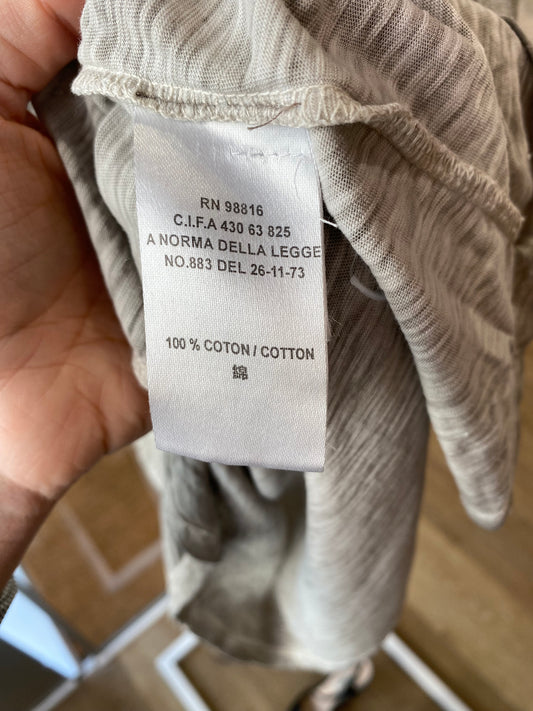 RN 98816
C.I.F.A 430 63 825
A NORMA DELLA LEGGE
NO.883 DEL 26-11-73
100 % COTON / COTTON
綿